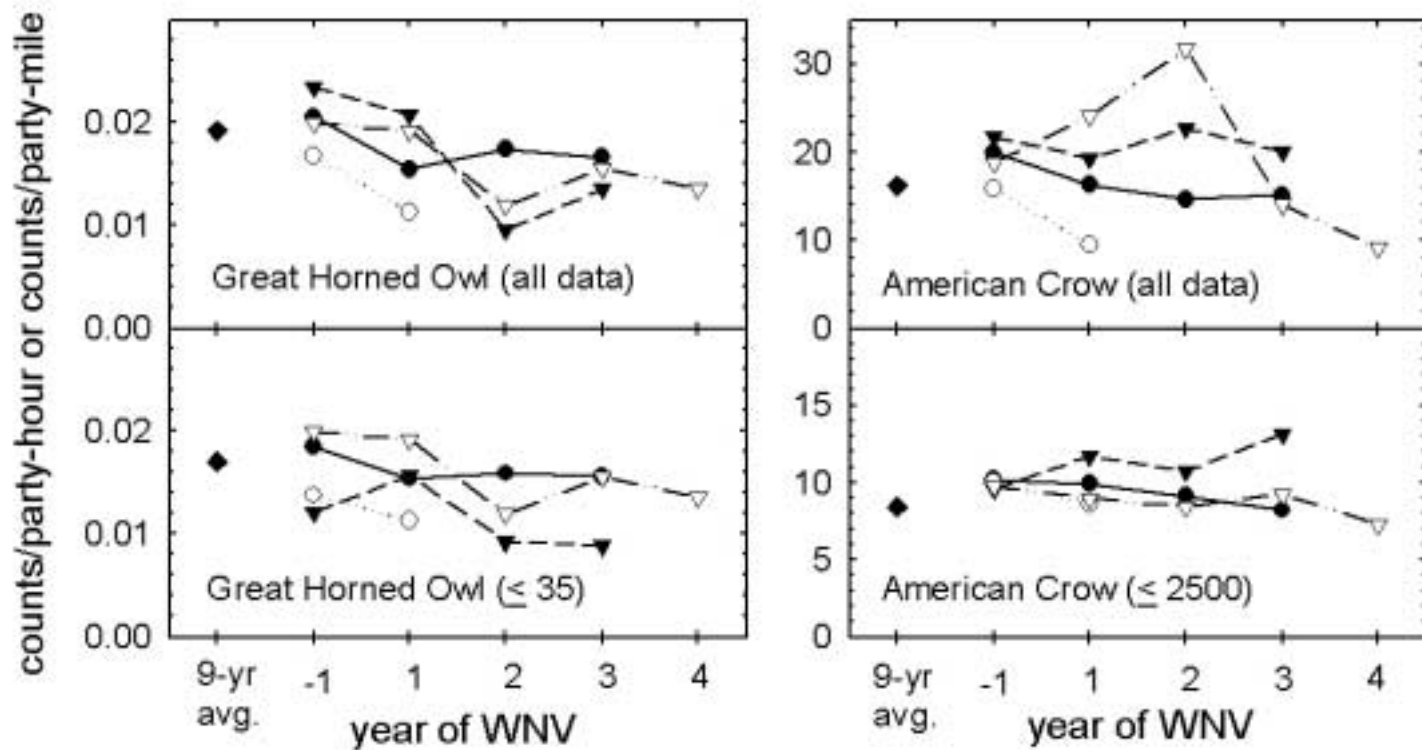 counts/party-hour or counts/party-mile
0.02
0.01
Great Horned Owl (all data)
0.00
0.02
0.01
Great Horned Owl (≤ 35)
0.00
9-yr avg.
-1
1
2
3
4
year of WNV
30
20
10
American Crow (all data)
0
15
10
5
American Crow (≤ 2500)
0
9-yr
avg.
-1
1
2
3
4
year of WNV